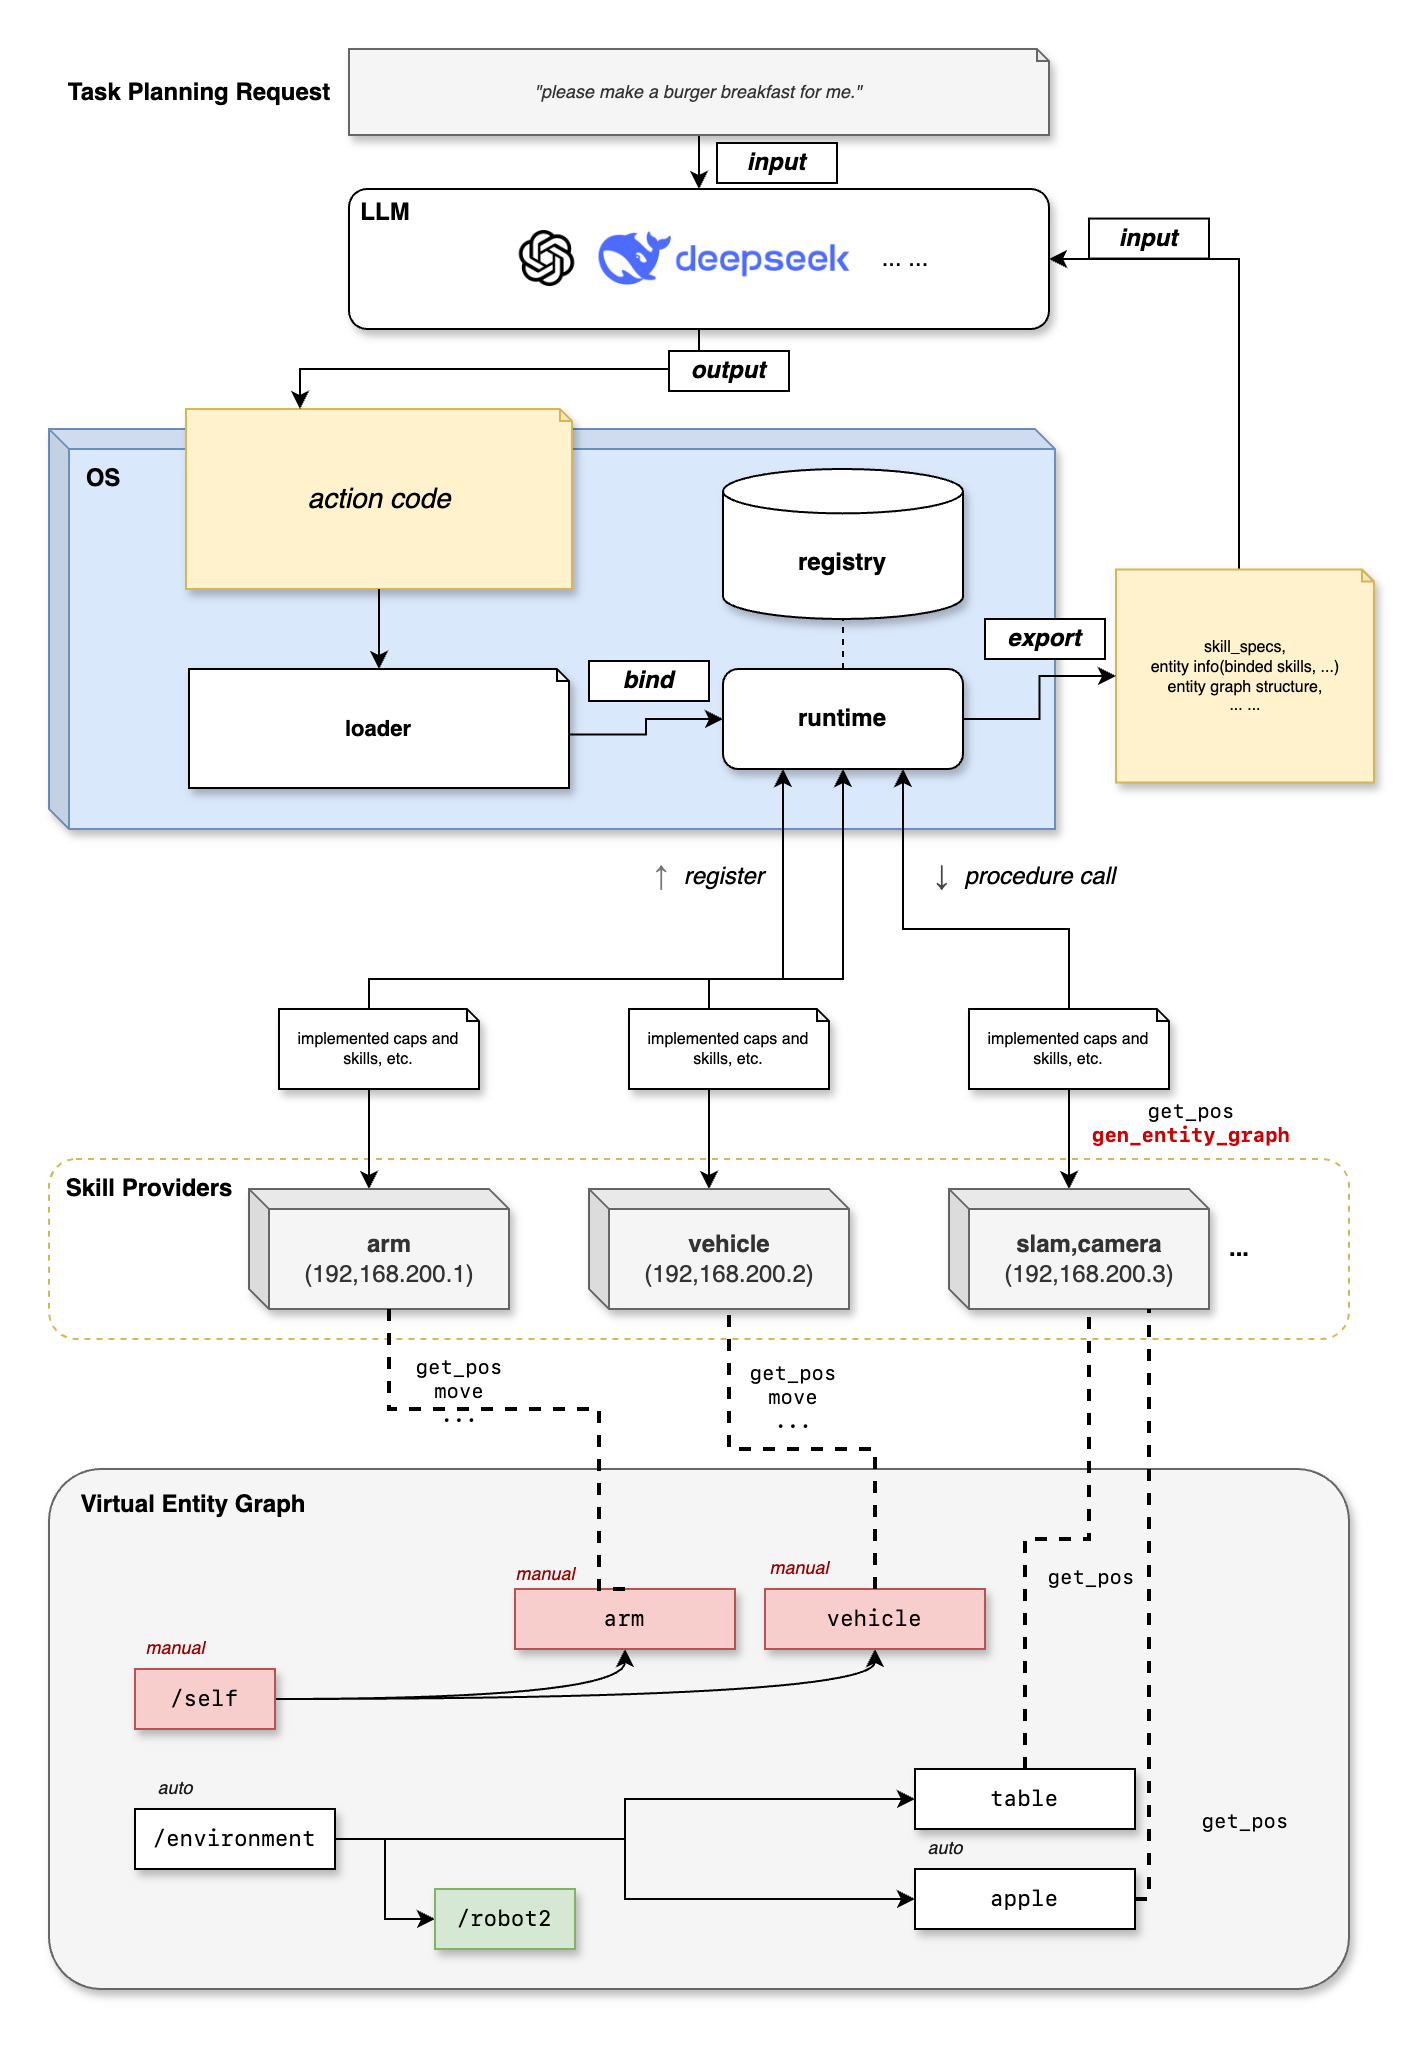 Task Planning Request
"please make a burger breakfast for me."
input
LLM
deepseek
... ...
input
output
OS
action code
registry
export
skill_specs,
entity info(binded skills, ...)
entity graph structure,
... ...
bind
loader
runtime
↑ register
↓ procedure call
implemented caps and
skills, etc.
implemented caps and
skills, etc.
implemented caps and
skills, etc.
get_pos
gen_entity_graph
Skill Providers
arm
(192,168.200.1)
vehicle
(192,168.200.2)
slam,camera
(192,168.200.3)
...
get_pos
move
...
get_pos
move
...
Virtual Entity Graph
manual
arm
manual
vehicle
get_pos
manual
/self
auto
/environment
table
get_pos
auto
apple
/robot2